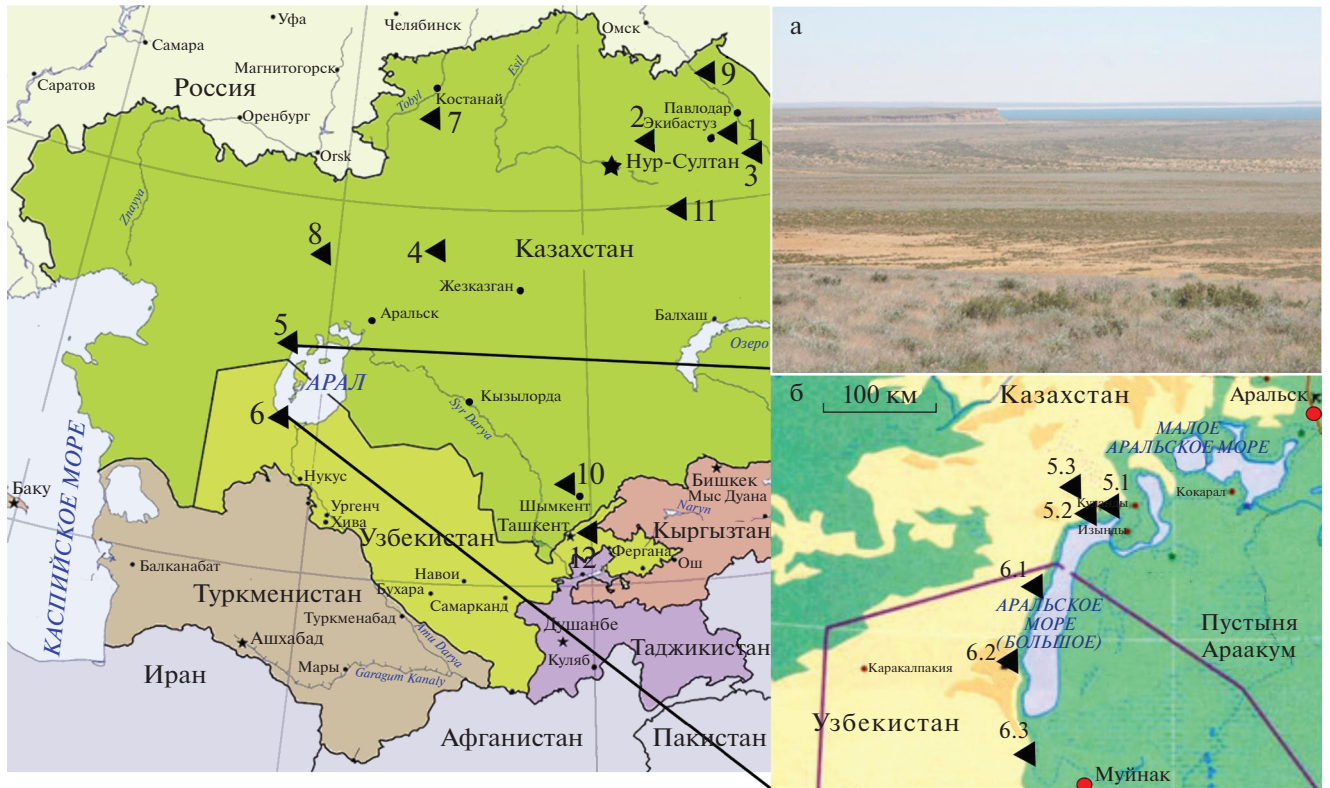 Уфа
Челябинск
Омск
Самара
Саратов
Магнитогорск
Россия
Esil
9
Tobyl
Костанай
Павлодар
7
2
Экибастуз
1
Оренбург
Orsk
Нур-Султан
3
Znayya
11
8
4
Казахстан
Жезказган
Аральск
Балхаш
5
Озеро
АРАЛ
6
Кызылорда
Syr Darya
КАСПИЙСКОЕ МОРЕ
Нукус
10
Бишкек
Мыс Дуана
Баку
Ургенч
Хива
Шымкент
Ташкент
Naryn
Узбекистан
Кыргызтан
12
Фергана
Ош
Балканабат
Навои
Бухара
Самарканд
Туркменистан
Туркменабад
Душанбе
Ашхабад
Amu Darya
Куляб
Таджикистан
Иран
Мары
Garagum Kanaly
Афганистан
Пакистан
а
б
100 км
Казахстан
Аральск
МАЛОЕ
АРАЛЬСКОЕ МОРЕ
5.3
5.1
Кокарал
5.2
Изынды
6.1
АРАЛЬСКОЕ
МОРЕ
(БОЛЬШОЕ)
Пустыня
Араакум
6.2
Каракалпакия
Узбекистан
6.3
Муйнак